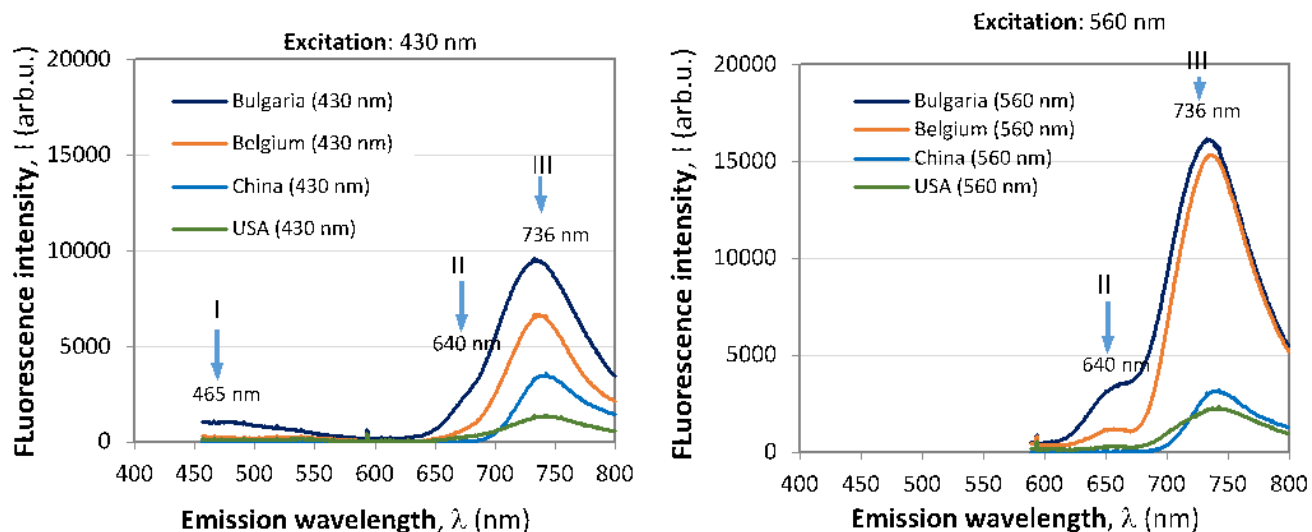 Excitation: 430 nm
FLuorescence intensity, I (arb.u.)
20000
15000
10000
5000
0
Bulgaria (430 nm)
Belgium (430 nm)
China (430 nm)
USA (430 nm)
I
465 nm
II
640 nm
III
736 nm
400 450 500 550 600 650 700 750 800
Emission wavelength, λ (nm)
Excitation: 560 nm
FLuorescence intensity, I (arb.u.)
20000
15000
10000
5000
0
Bulgaria (560 nm)
Belgium (560 nm)
China (560 nm)
USA (560 nm)
II
640 nm
III
736 nm
400 450 500 550 600 650 700 750 800
Emission wavelength, λ (nm)